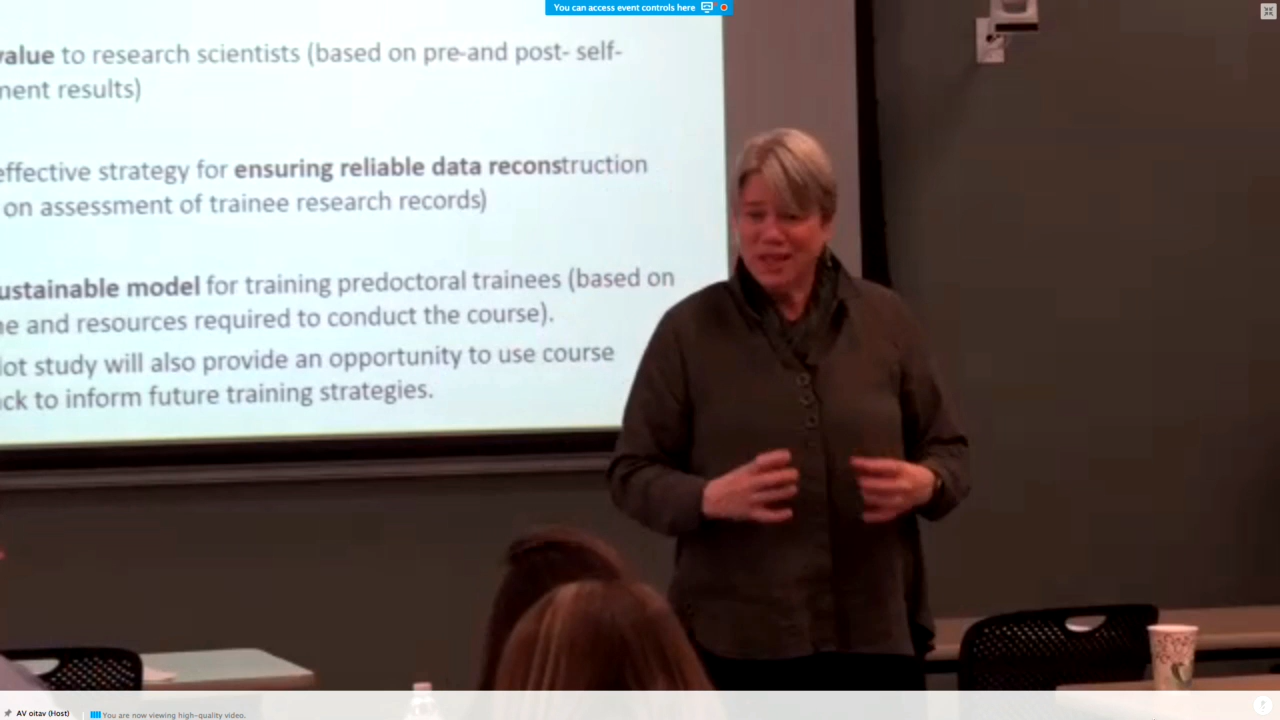 You can access event controls here
value to research scientists (based on pre-and post- self-
ment results)
effective strategy for ensuring reliable data reconstruction
on assessment of trainee research records)
ustainable model for training predoctoral trainees (based on
e and resources required to conduct the course).
lot study will also provide an opportunity to use course
ck to inform future training strategies.
AV oitav (Host)
You are now viewing high-quality video.